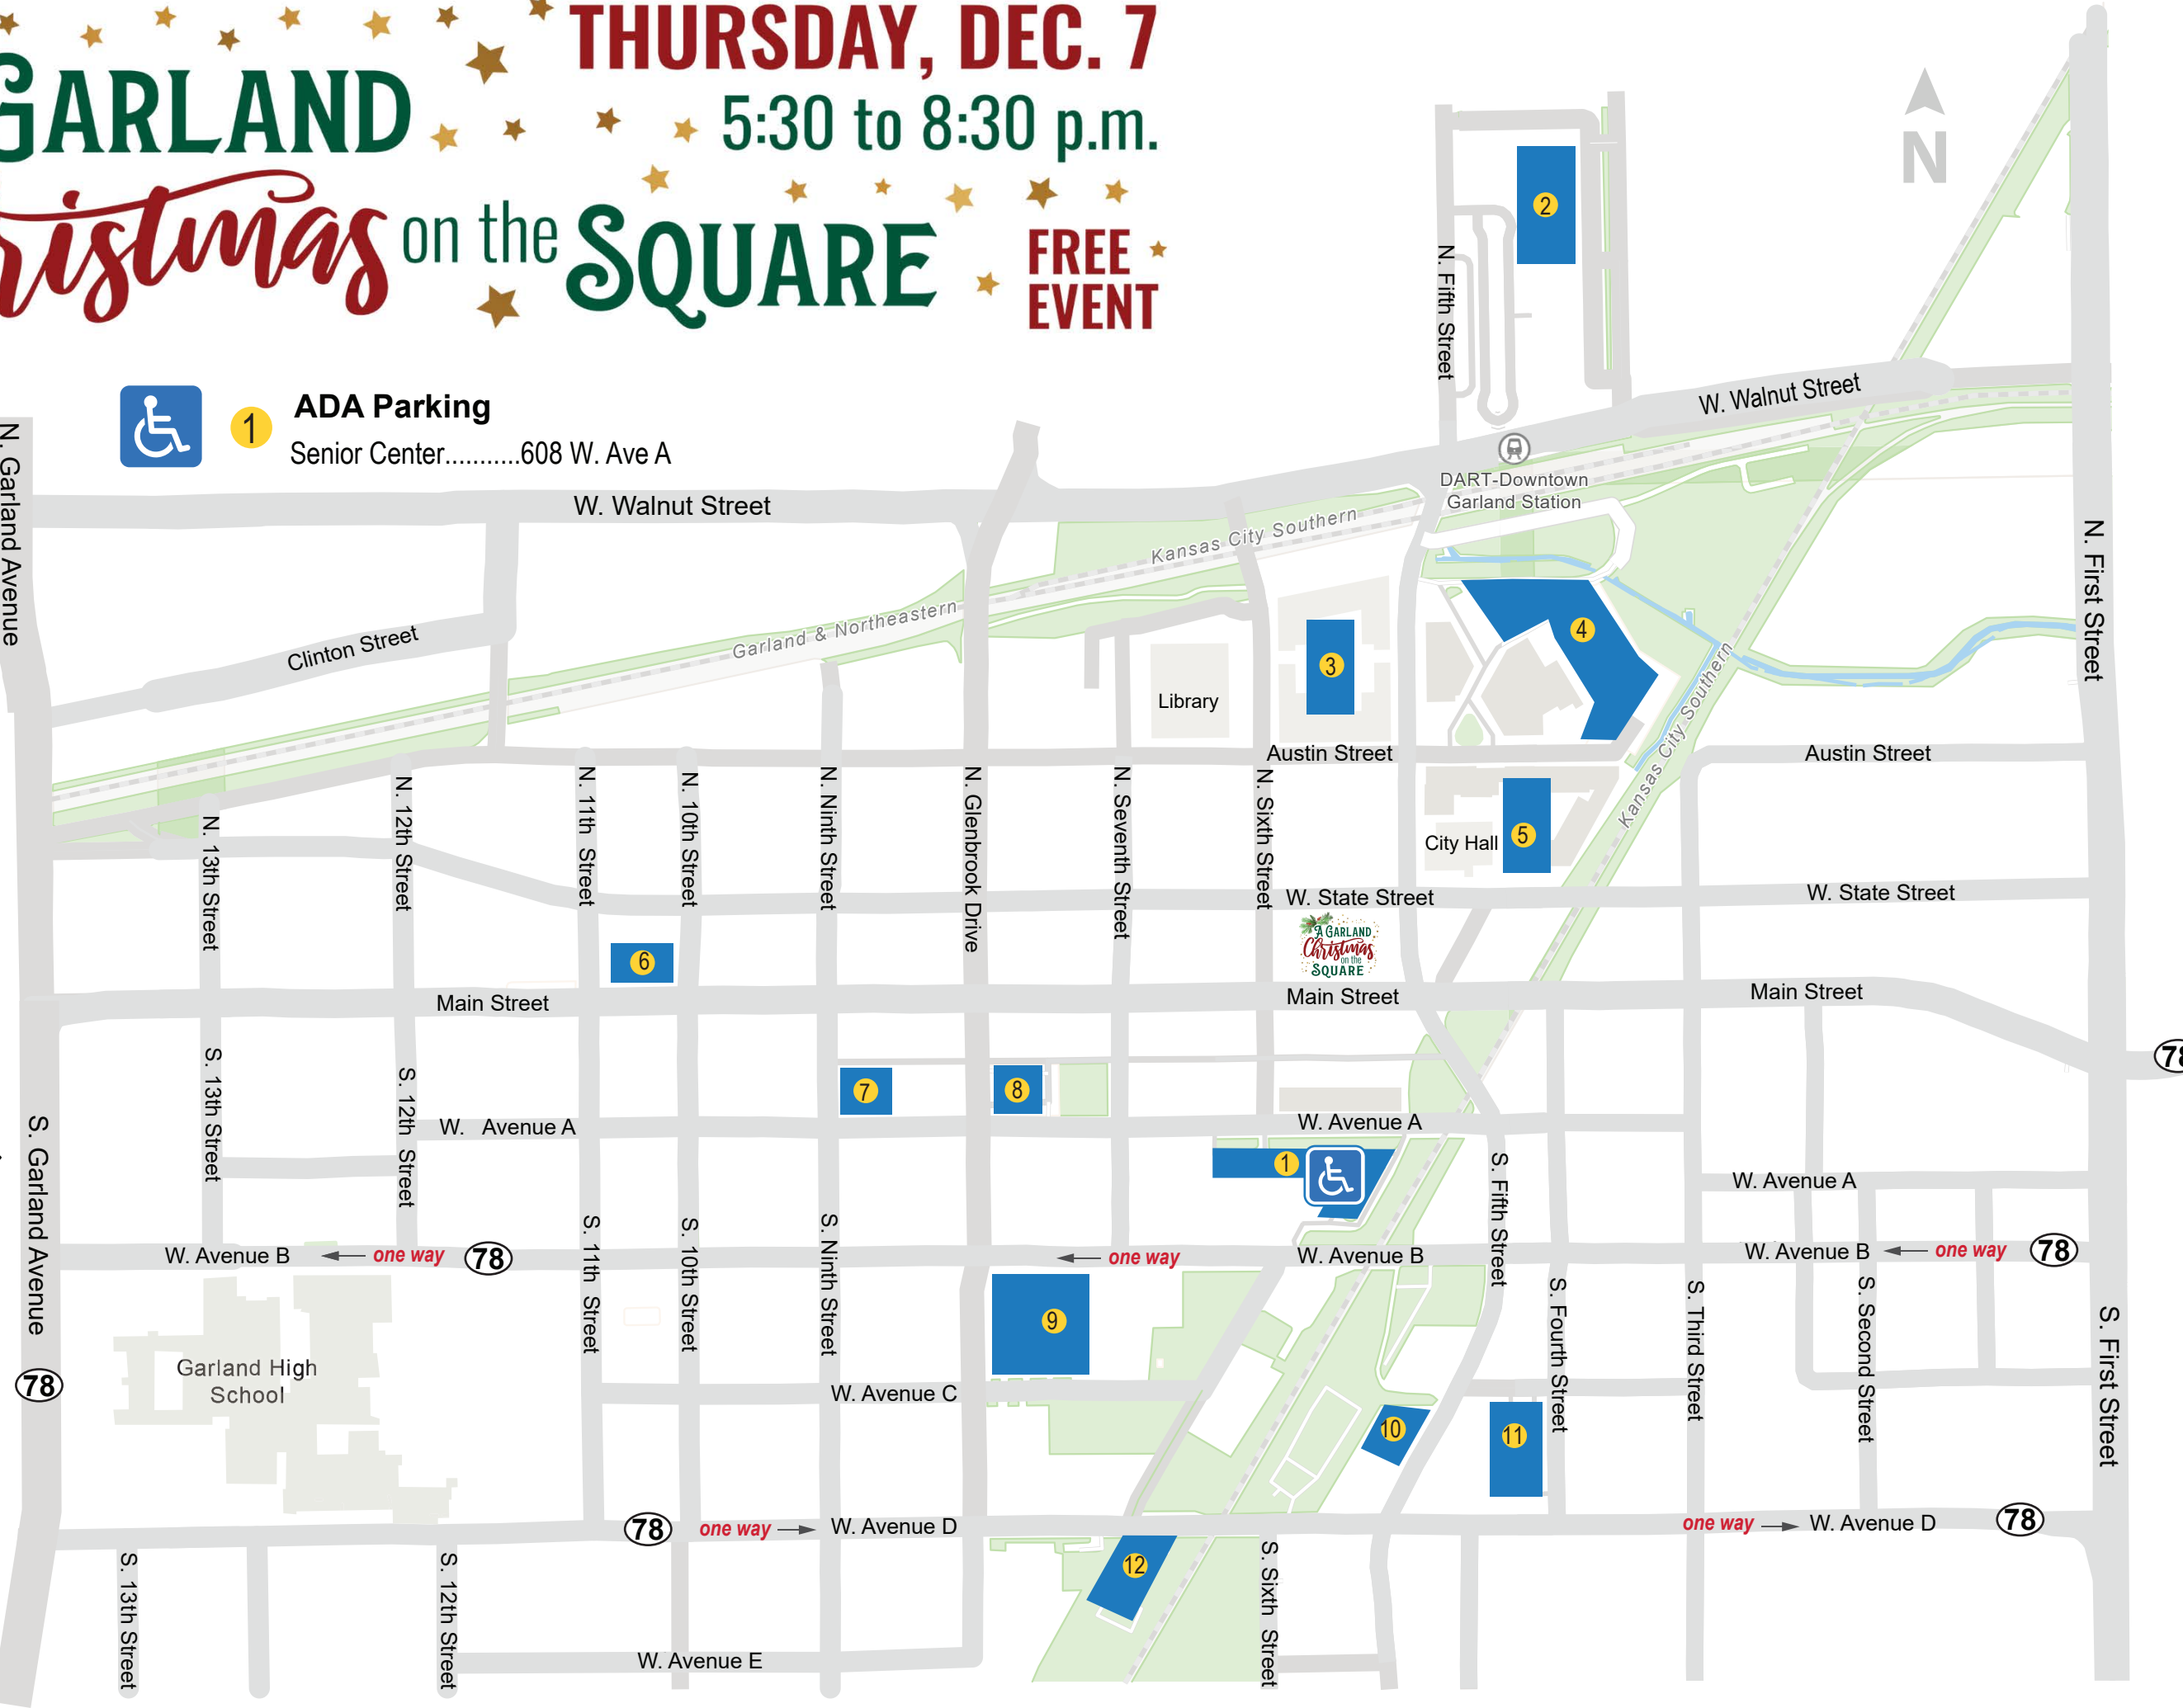 THURSDAY, DEC. 7
GARLAND
5:30 to 8:30 p.m.
ristmas on the SQUARE
FREE
EVENT
N
2
N. Fifth Street
1
ADA Parking
Senior Center...........608 W. Ave A
W. Walnut Street
W. Walnut Street
N. Garland Avenue
DART-Downtown
Garland Station
Kansas City Southern
Garland & Northeastern
Clinton Street
N. First Street
4
3
Library
Kansas City Southern
Austin Street
Austin Street
N. 13th Street
N. 12th Street
N. 11th Street
N. 10th Street
N. Ninth Street
N. Glenbrook Drive
N. Seventh Street
N. Sixth Street
5
City Hall
W. State Street
W. State Street
A GARLAND
Christmas
on the
SQUARE
6
Main Street
Main Street
Main Street
78
7
8
S. 13th Street
S. 12th Street
W. Avenue A
W. Avenue A
1
W. Avenue A
S. Garland Avenue
S. 11th Street
S. 10th Street
S. Ninth Street
S. Fifth Street
W. Avenue B
one way
78
one way
W. Avenue B
W. Avenue B
one way
78
9
S. Fourth Street
S. Third Street
S. Second Street
S. First Street
Garland High
School
78
W. Avenue C
10
11
78
one way
W. Avenue D
one way
W. Avenue D
78
12
S. 13th Street
S. 12th Street
S. Sixth Street
W. Avenue E